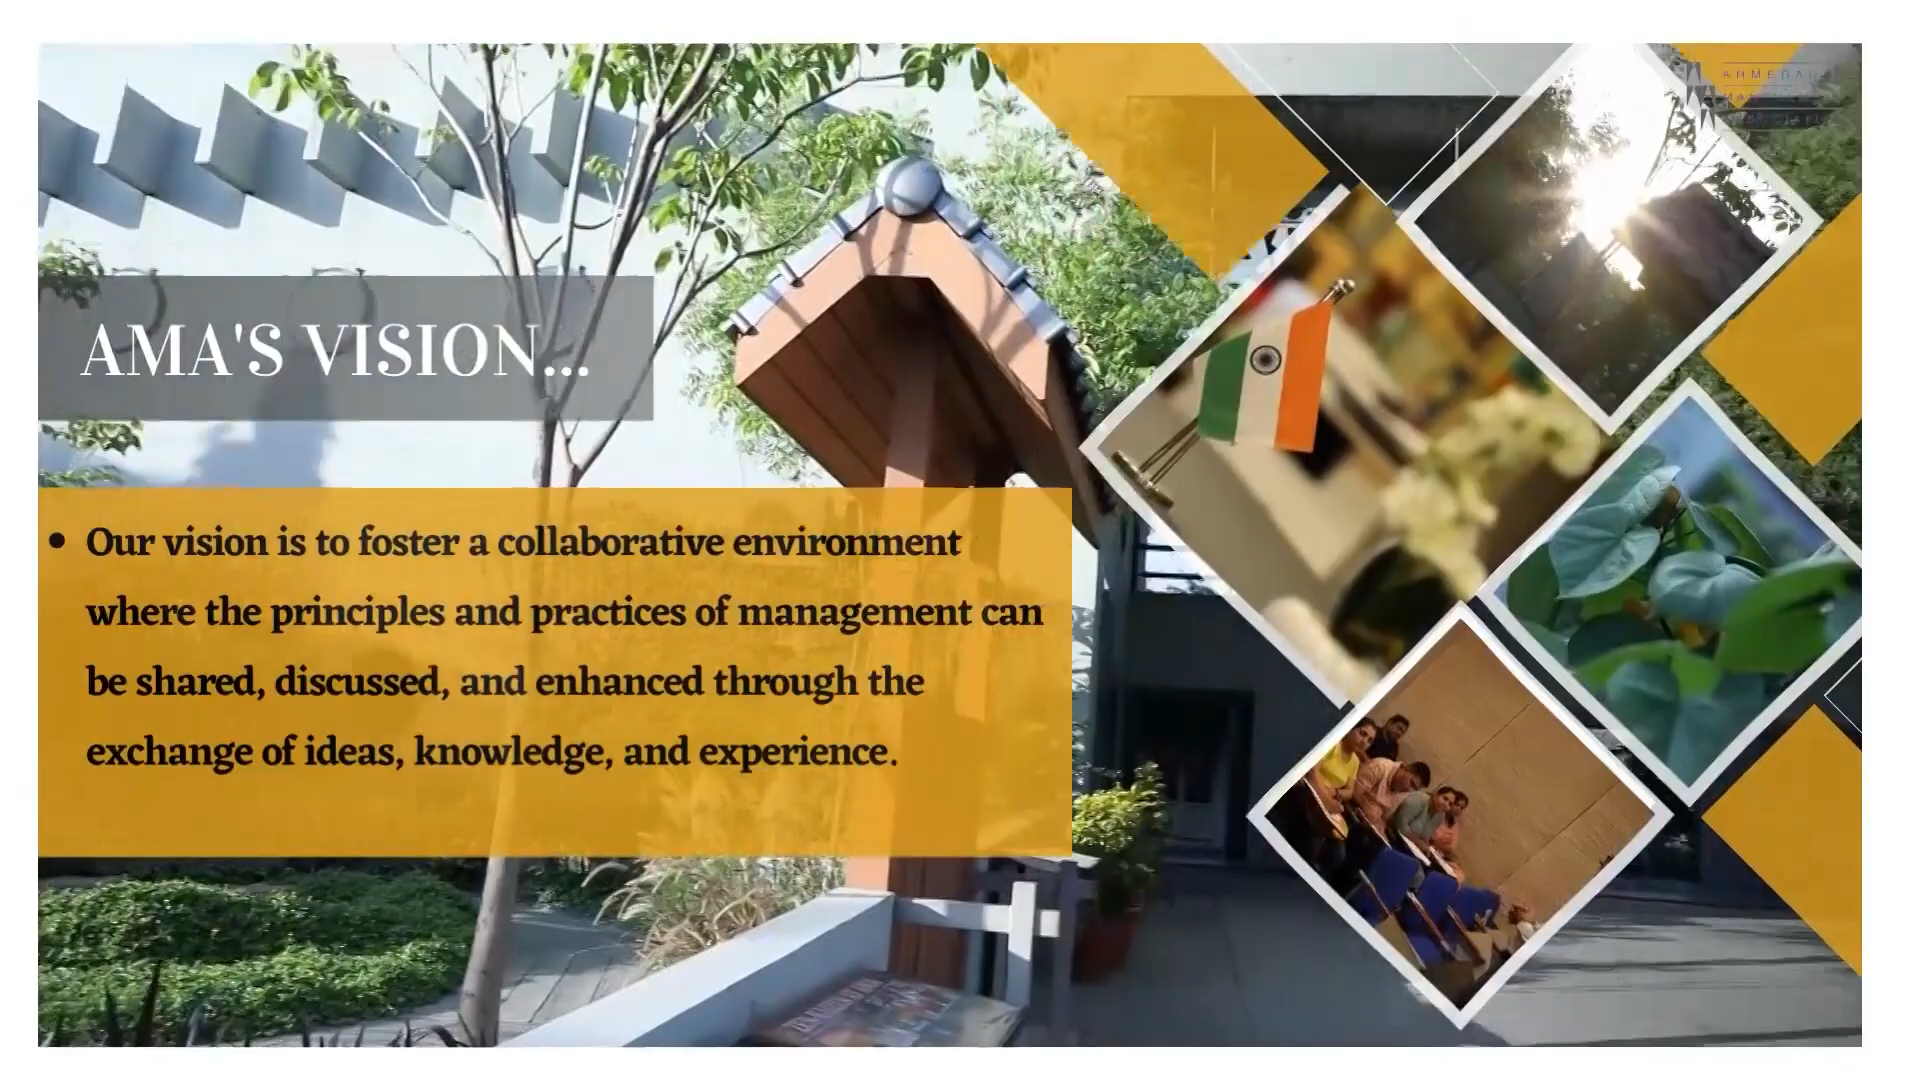 AHMEDA
AMA'S VISION...
• Our vision is to foster a collaborative environment
where the principles and practices of management can
be shared, discussed, and enhanced through the
exchange of ideas, knowledge, and experience.